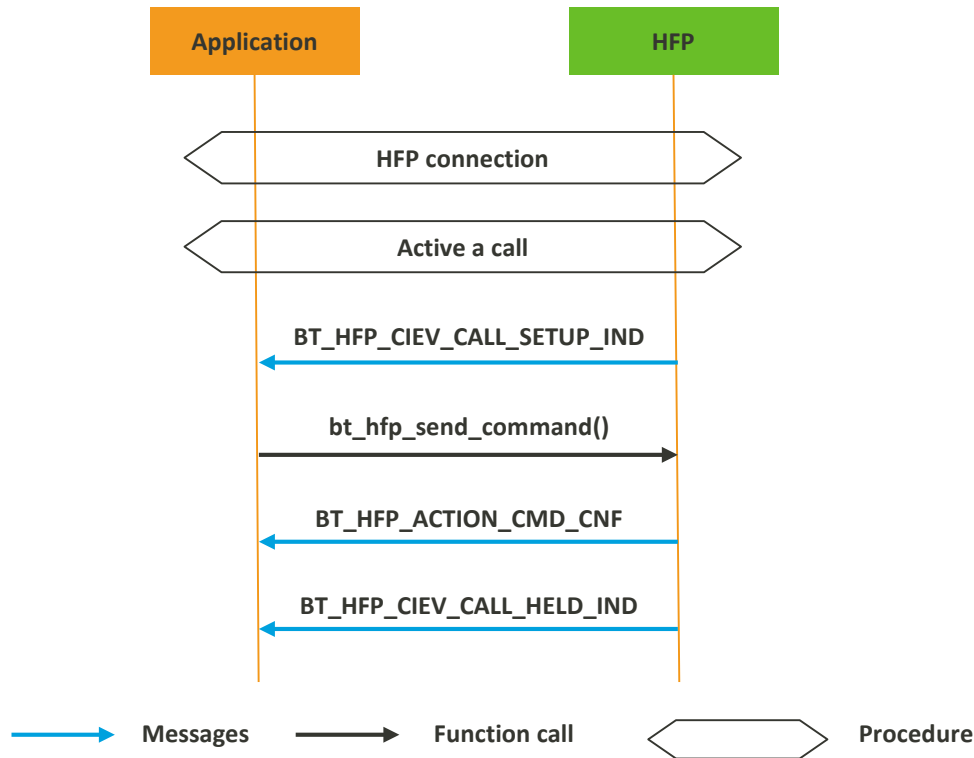 Application
HFP
HFP connection
Active a call
BT_HFP_CIEV_CALL_SETUP_IND
bt_hfp_send_command()
BT_HFP_ACTION_CMD_CNF
BT_HFP_CIEV_CALL_HELD_IND
Messages
Function call
Procedure